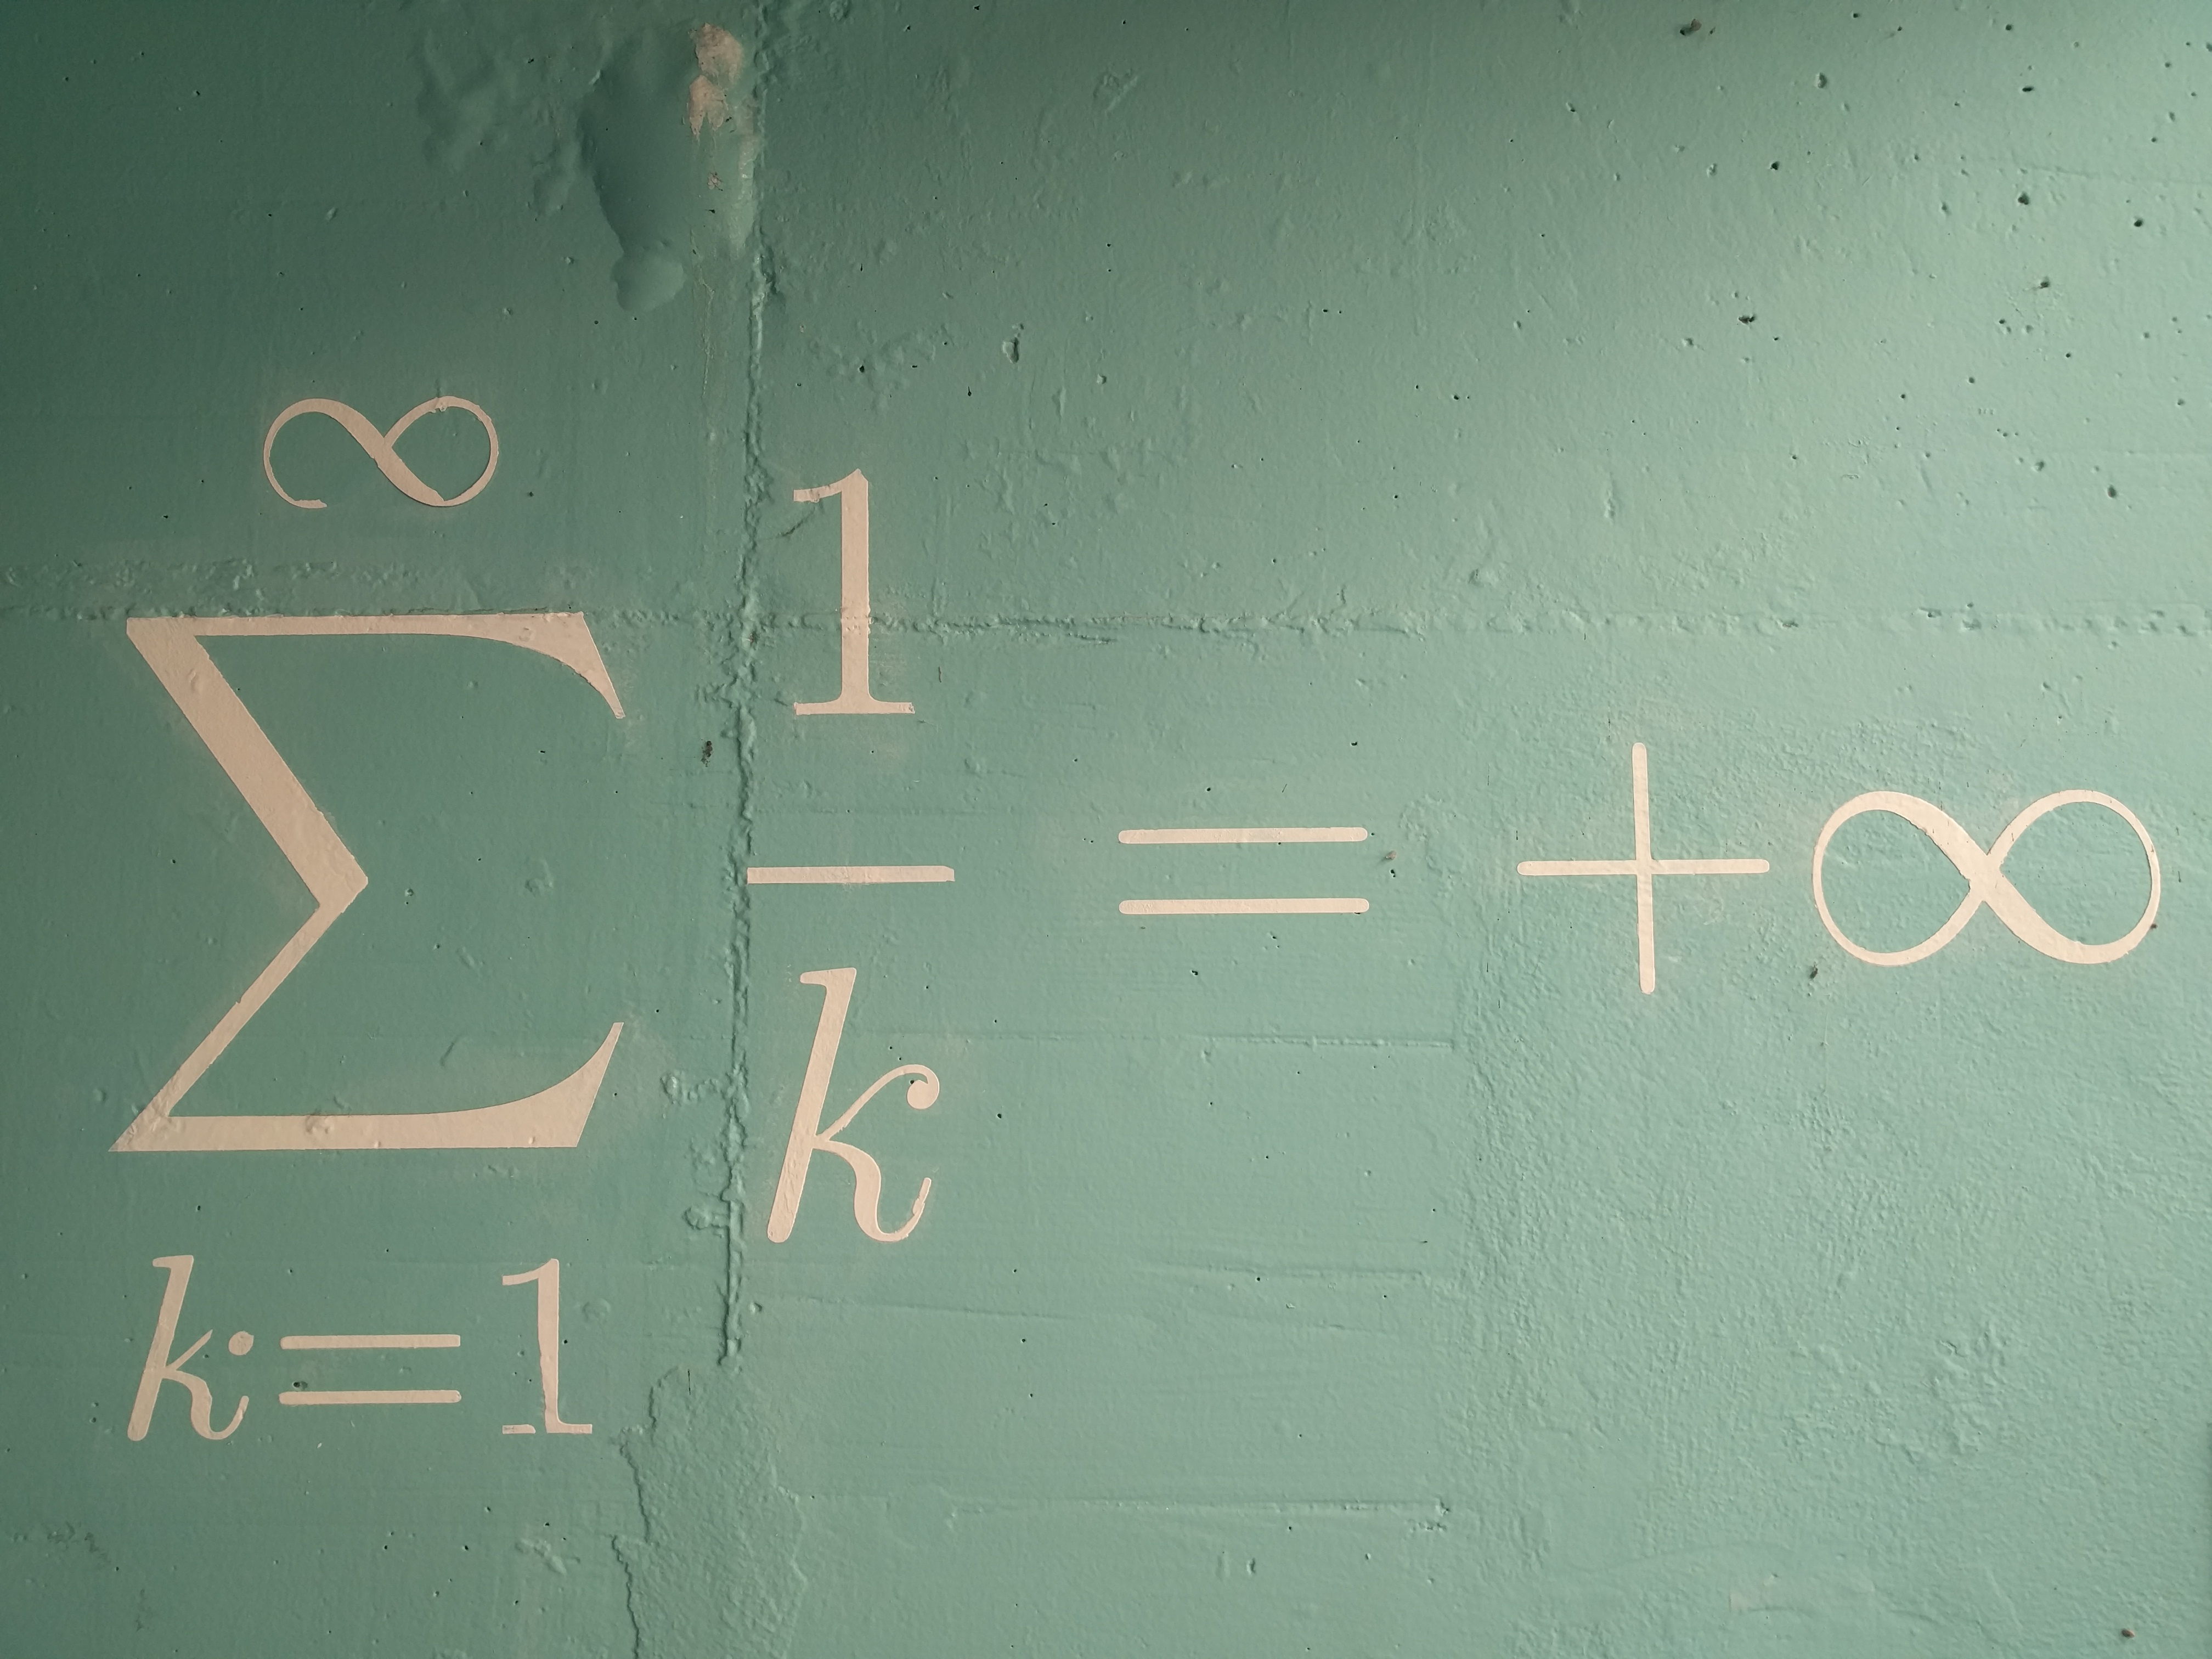 ∞
∑ 1/k = +∞
k=1